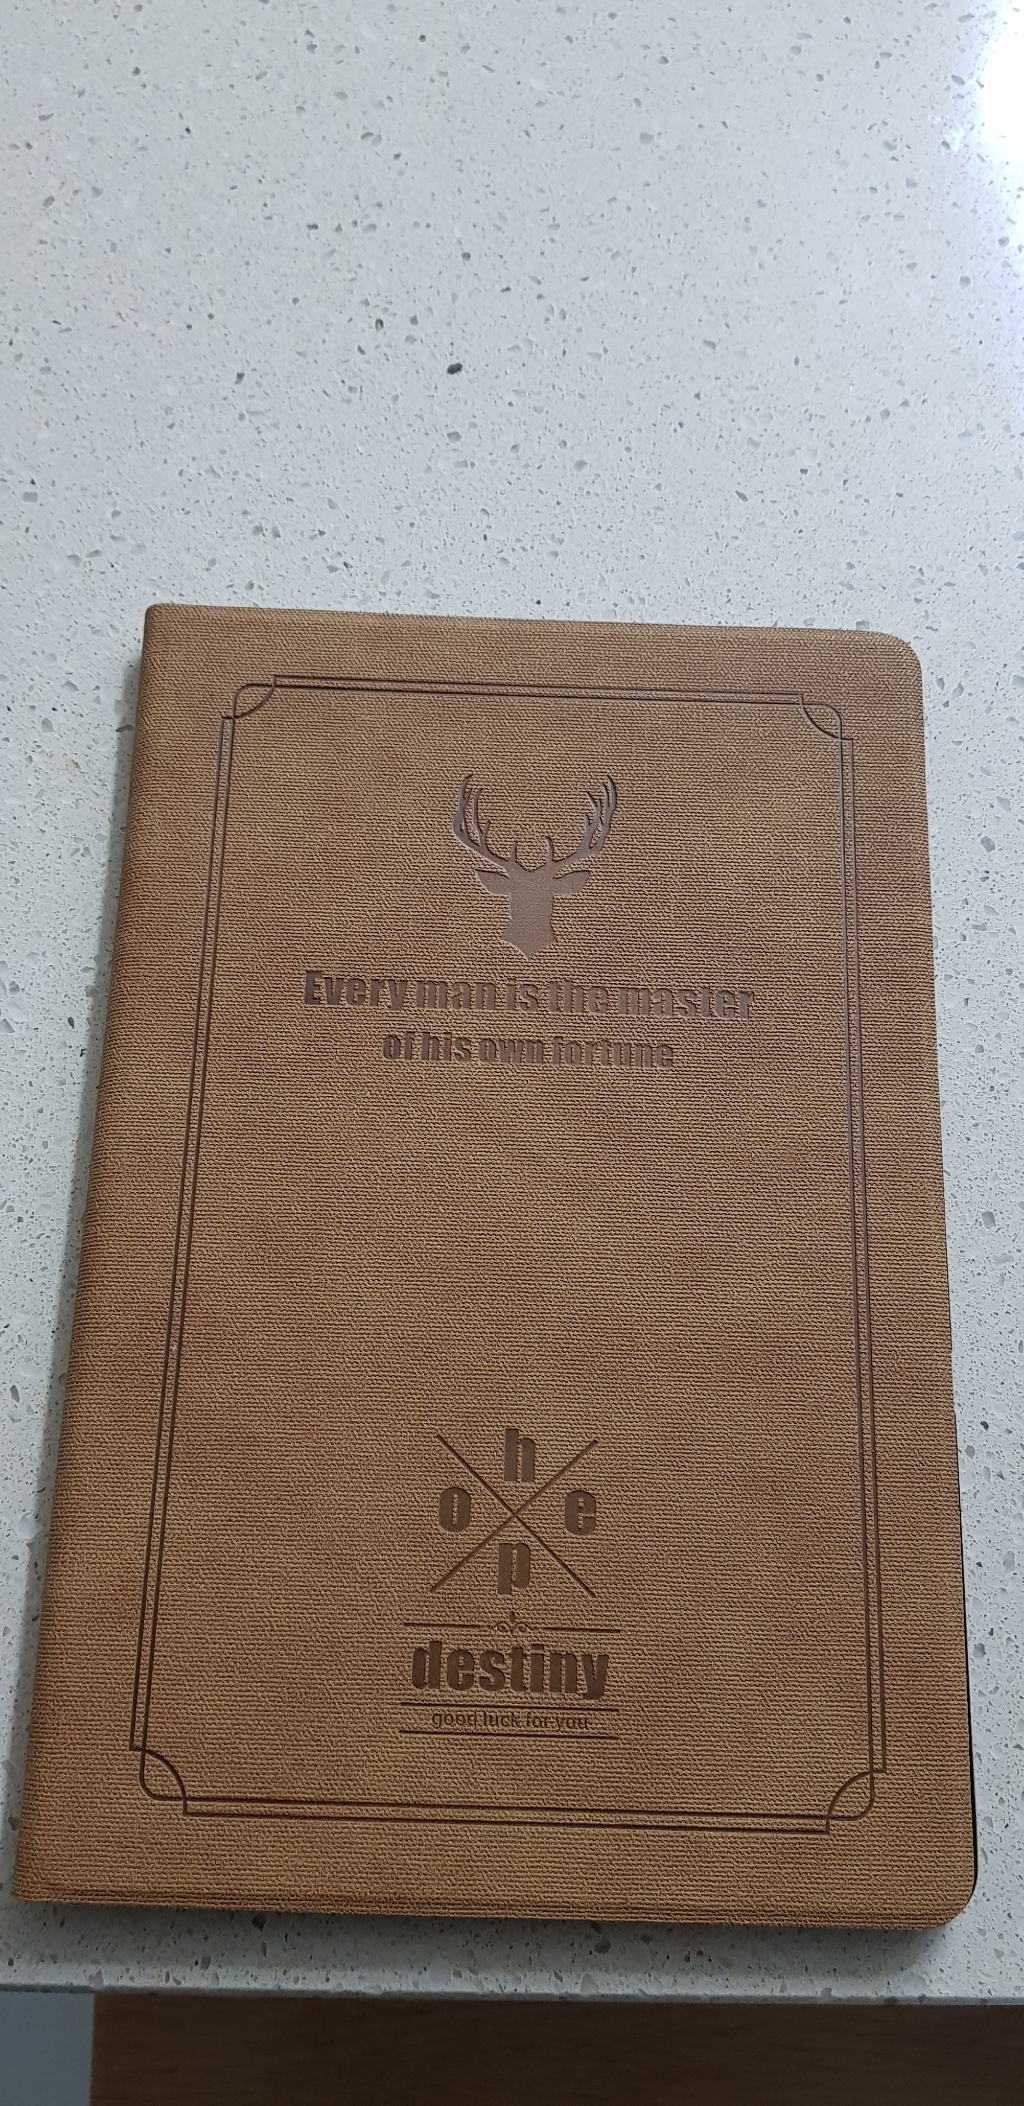 Every man is the master
of his own fortune
h
o e
p
destiny
good luck for you